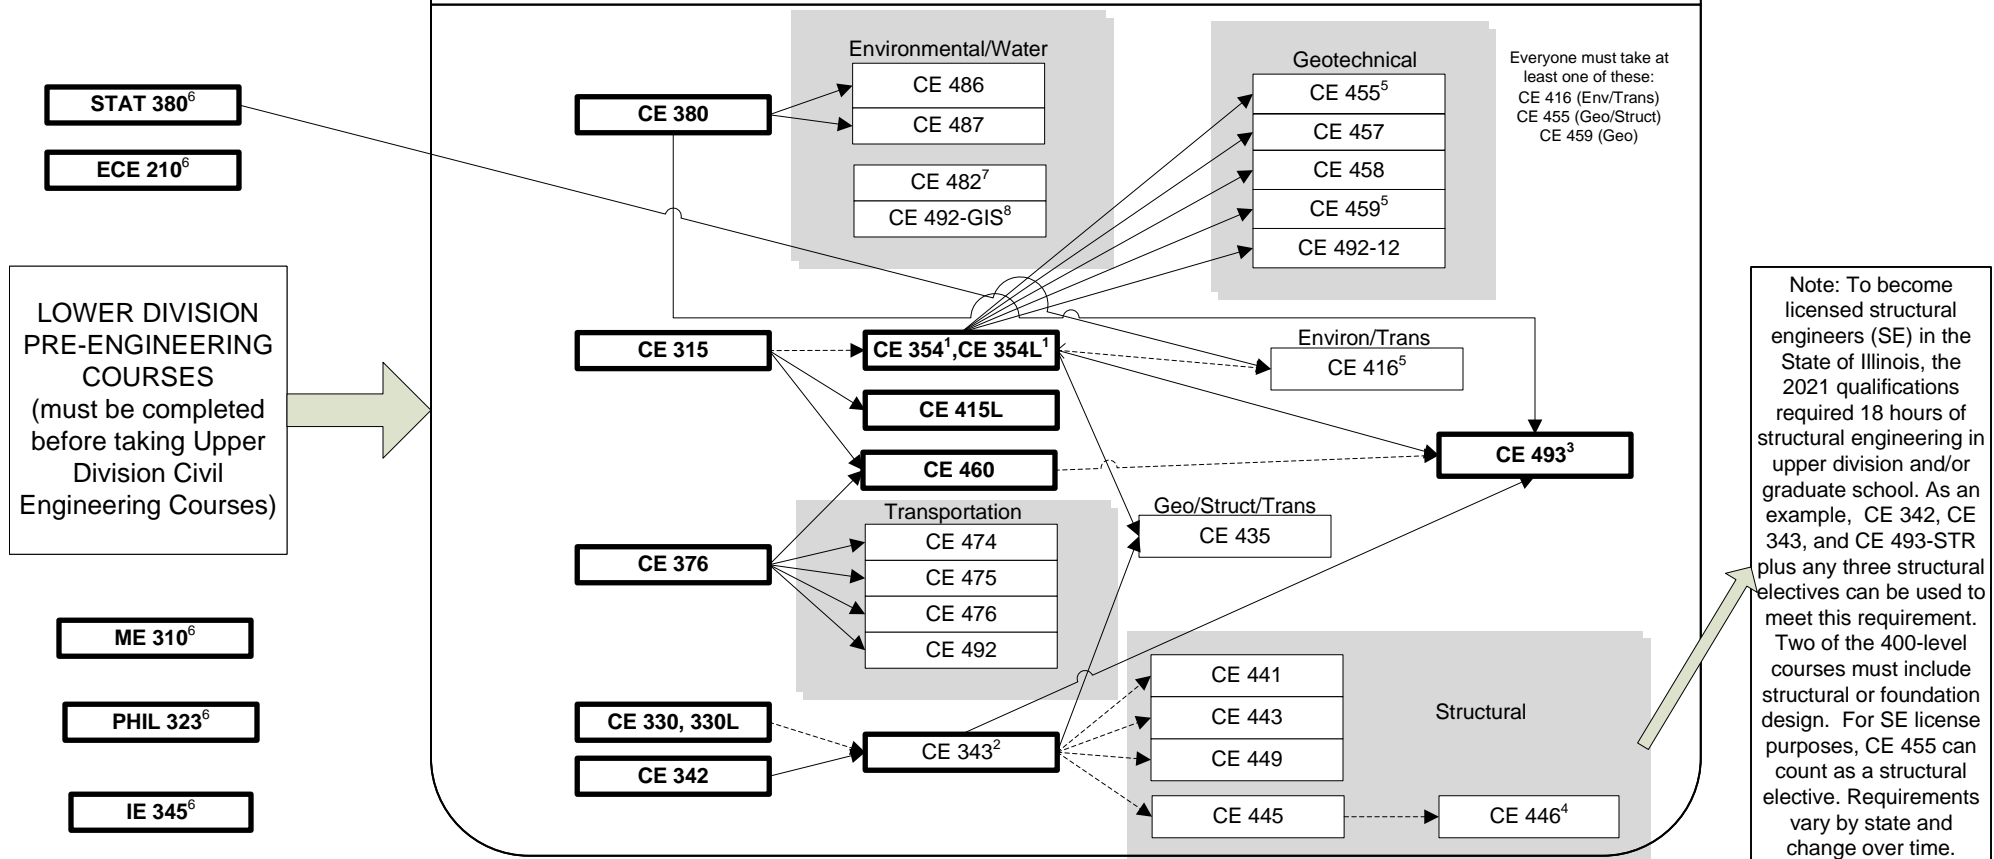 STAT 380⁶
ECE 210⁶
LOWER DIVISION
PRE-ENGINEERING
COURSES
(must be completed
before taking Upper
Division Civil
Engineering Courses)
ME 310⁶
PHIL 323⁶
IE 345⁶
CE 380
CE 315
CE 376
CE 330, 330L
CE 342
Environmental/Water
CE 486
CE 487
CE 482⁷
CE 492-GIS⁸
CE 354¹,CE 354L¹
CE 415L
CE 460
Transportation
CE 474
CE 475
CE 476
CE 492
CE 343²
Geotechnical
CE 455⁵
CE 457
CE 458
CE 459⁵
CE 492-12
Everyone must take at
least one of these:
CE 416 (Env/Trans)
CE 455 (Geo/Struct)
CE 459 (Geo)
Environ/Trans
CE 416⁵
CE 493³
Geo/Struct/Trans
CE 435
CE 441
CE 443
CE 449
Structural
CE 445
CE 446⁴
Note: To become
licensed structural
engineers (SE) in the
State of Illinois, the
2021 qualifications
required 18 hours of
structural engineering in
upper division and/or
graduate school. As an
example, CE 342, CE
343, and CE 493-STR
plus any three structural
electives can be used to
meet this requirement.
Two of the 400-level
courses must include
structural or foundation
design. For SE license
purposes, CE 455 can
count as a structural
elective. Requirements
vary by state and
change over time.